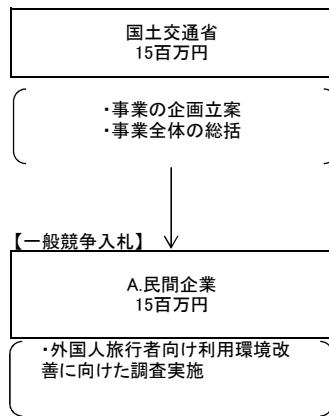 国土交通省
15百万円
・事業の企画立案
・事業全体の総括
【一般競争入札】
A.民間企業
15百万円
・外国人旅行者向け利用環境改
善に向けた調査実施